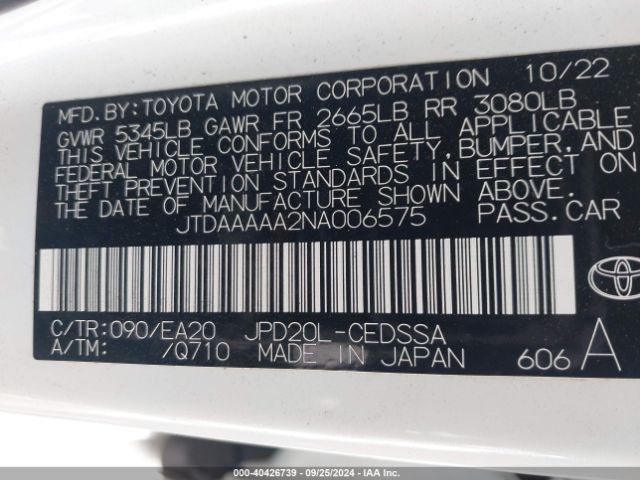 MFD. BY: TOYOTA MOTOR CORPORATION 10/22
GVWR 5345LB GAWR FR 2665LB RR 3080LB
THIS VEHICLE CONFORMS TO ALL APPLICABLE
FEDERAL MOTOR VEHICLE SAFETY, BUMPER, AND
THEFT PREVENTION STANDARDS IN EFFECT ON
THE DATE OF MANUFACTURE SHOWN ABOVE.
JTDAAAAA2NA006575 PASS. CAR
C/TR: 090/EA20 JPD20L-CEDSSA
A/TM: /Q710 MADE IN JAPAN 606 A
000-40426739 - 09/25/2024 - IAA Inc.